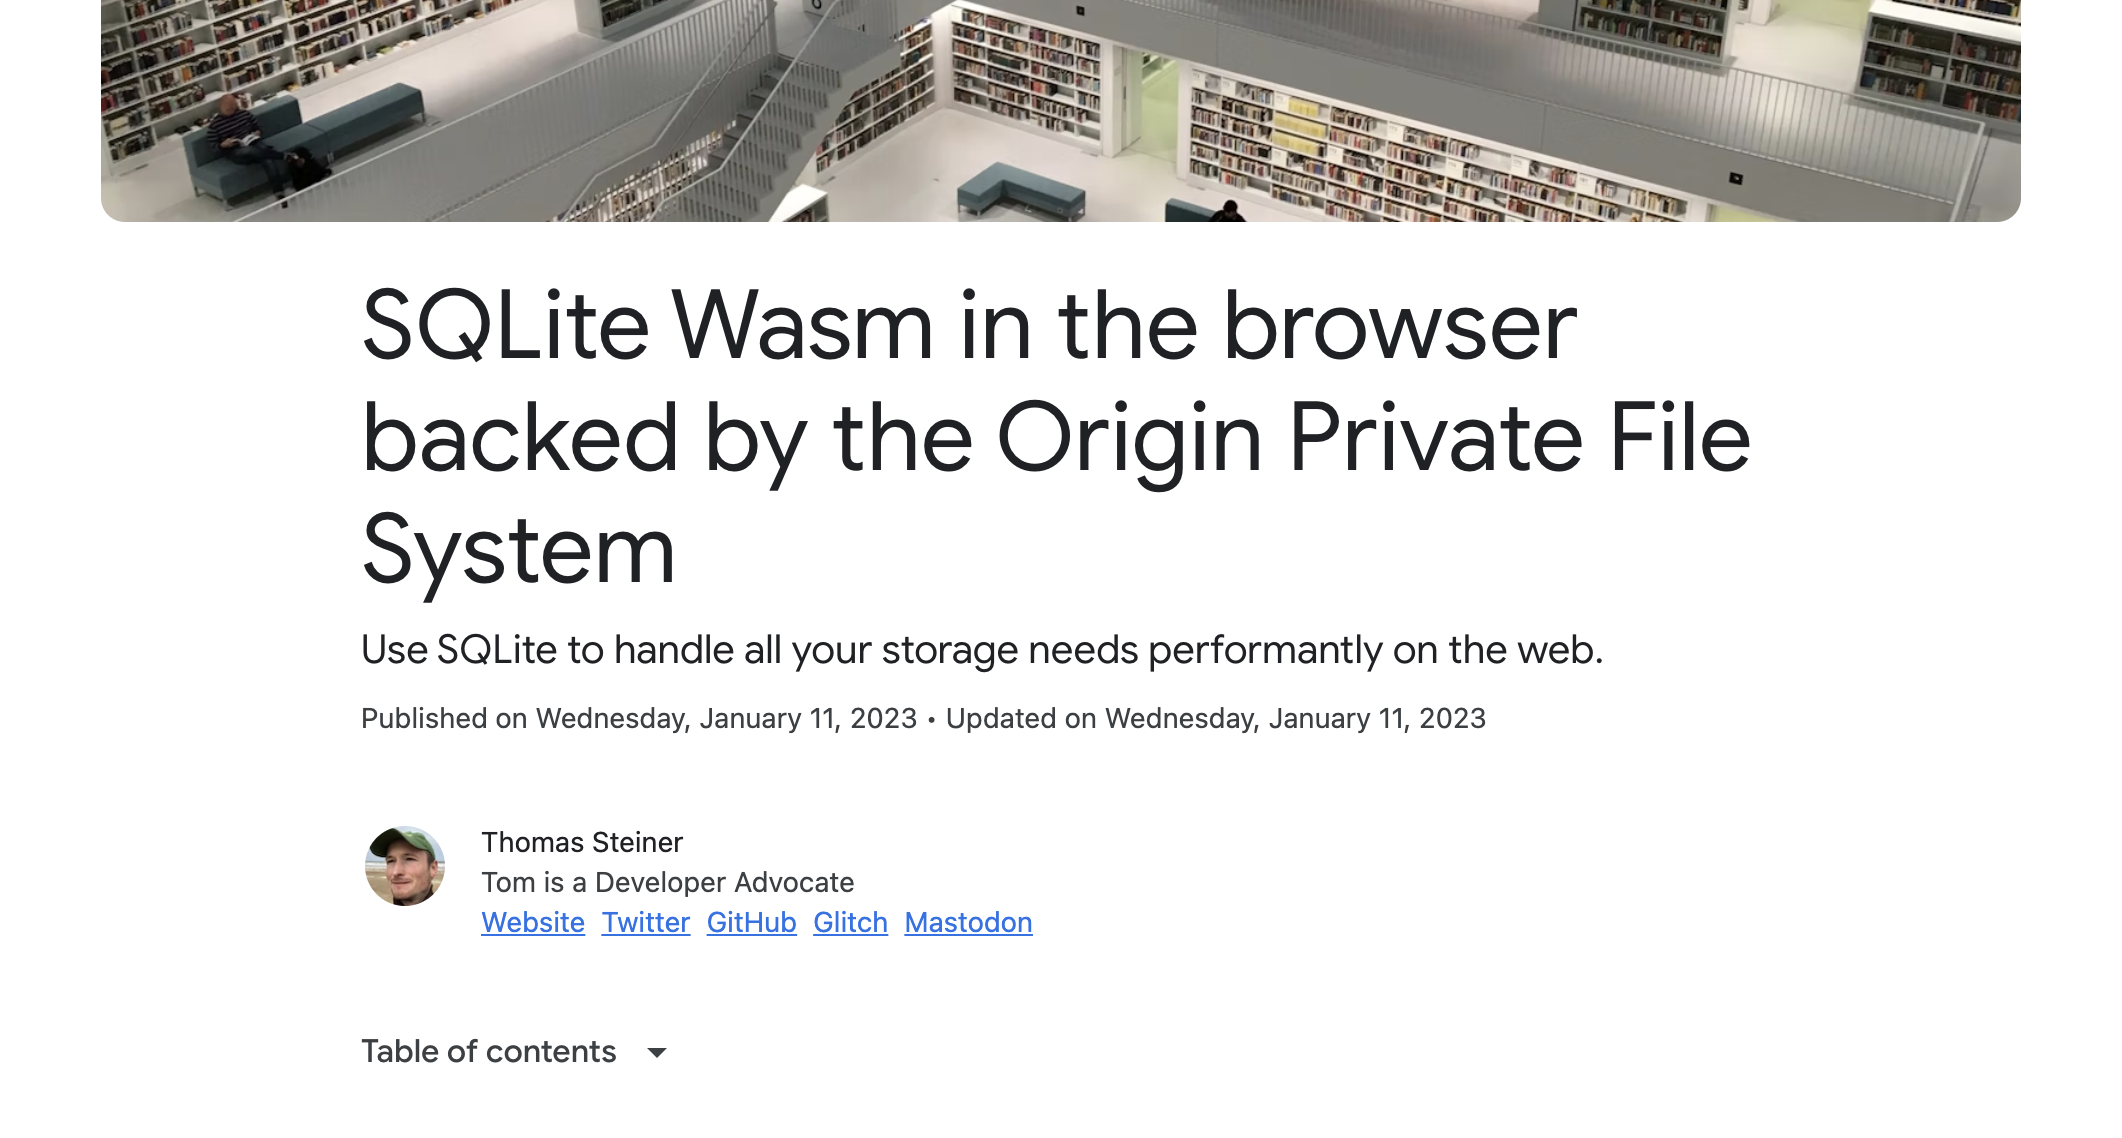 SQLite Wasm in the browser
backed by the Origin Private File
System
Use SQLite to handle all your storage needs performantly on the web.
Published on Wednesday, January 11, 2023 • Updated on Wednesday, January 11, 2023
Thomas Steiner
Tom is a Developer Advocate
Website Twitter GitHub Glitch Mastodon
Table of contents